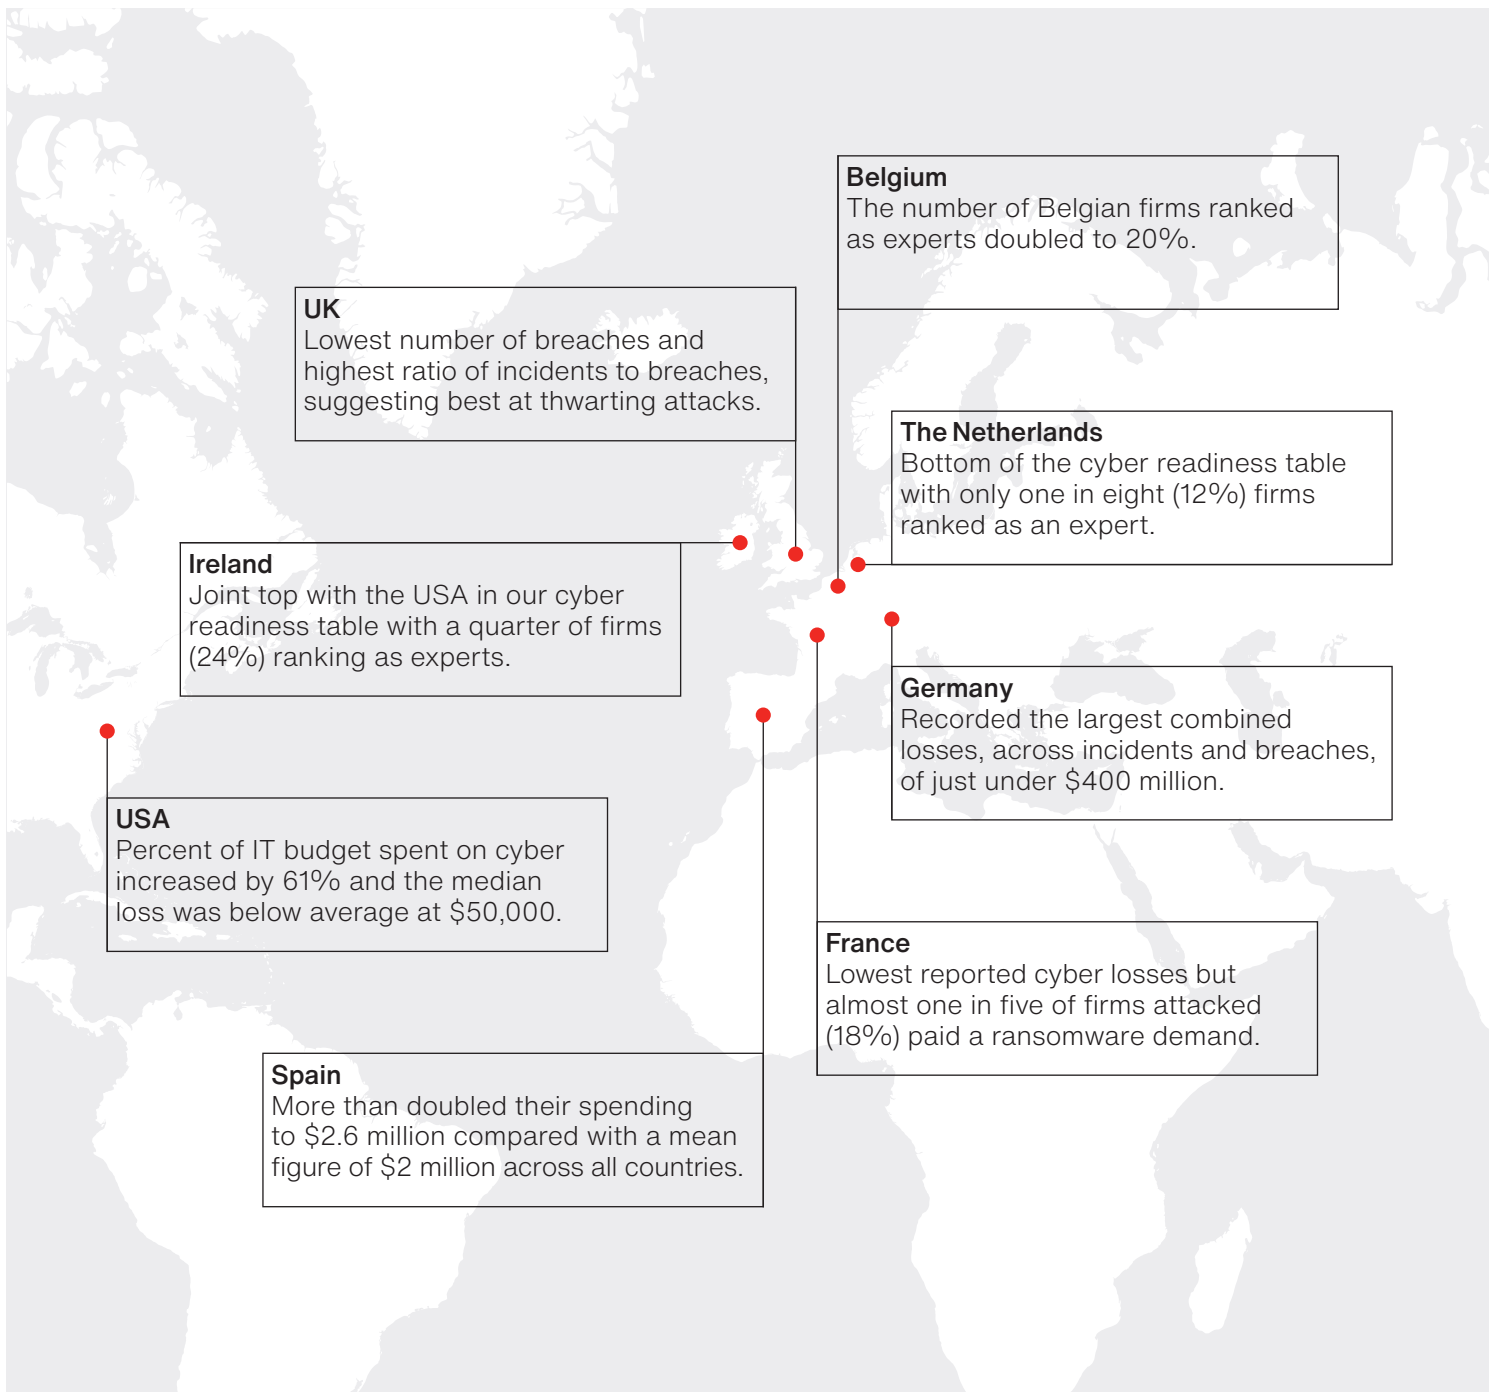 Belgium
The number of Belgian firms ranked
as experts doubled to 20%.
UK
Lowest number of breaches and
highest ratio of incidents to breaches,
suggesting best at thwarting attacks.
The Netherlands
Bottom of the cyber readiness table
with only one in eight (12%) firms
ranked as an expert.
Ireland
Joint top with the USA in our cyber
readiness table with a quarter of firms
(24%) ranking as experts.
Germany
Recorded the largest combined
losses, across incidents and breaches,
of just under $400 million.
USA
Percent of IT budget spent on cyber
increased by 61% and the median
loss was below average at $50,000.
France
Lowest reported cyber losses but
almost one in five of firms attacked
(18%) paid a ransomware demand.
Spain
More than doubled their spending
to $2.6 million compared with a mean
figure of $2 million across all countries.